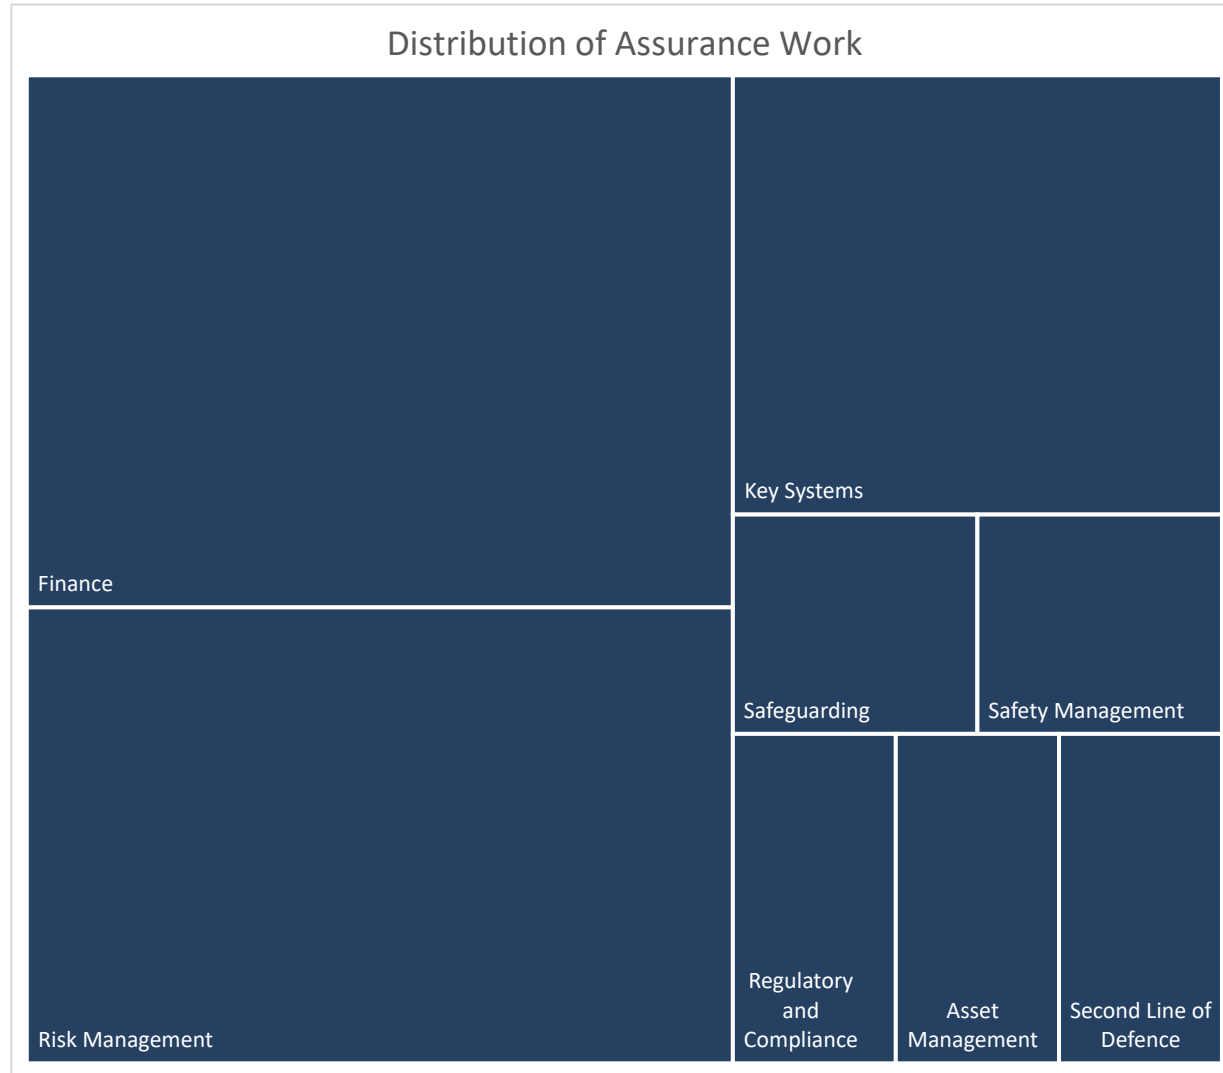 Distribution of Assurance Work
Finance
Key Systems
Safeguarding
Safety Management
Risk Management
Regulatory
and
Compliance
Asset
Management
Second Line of
Defence